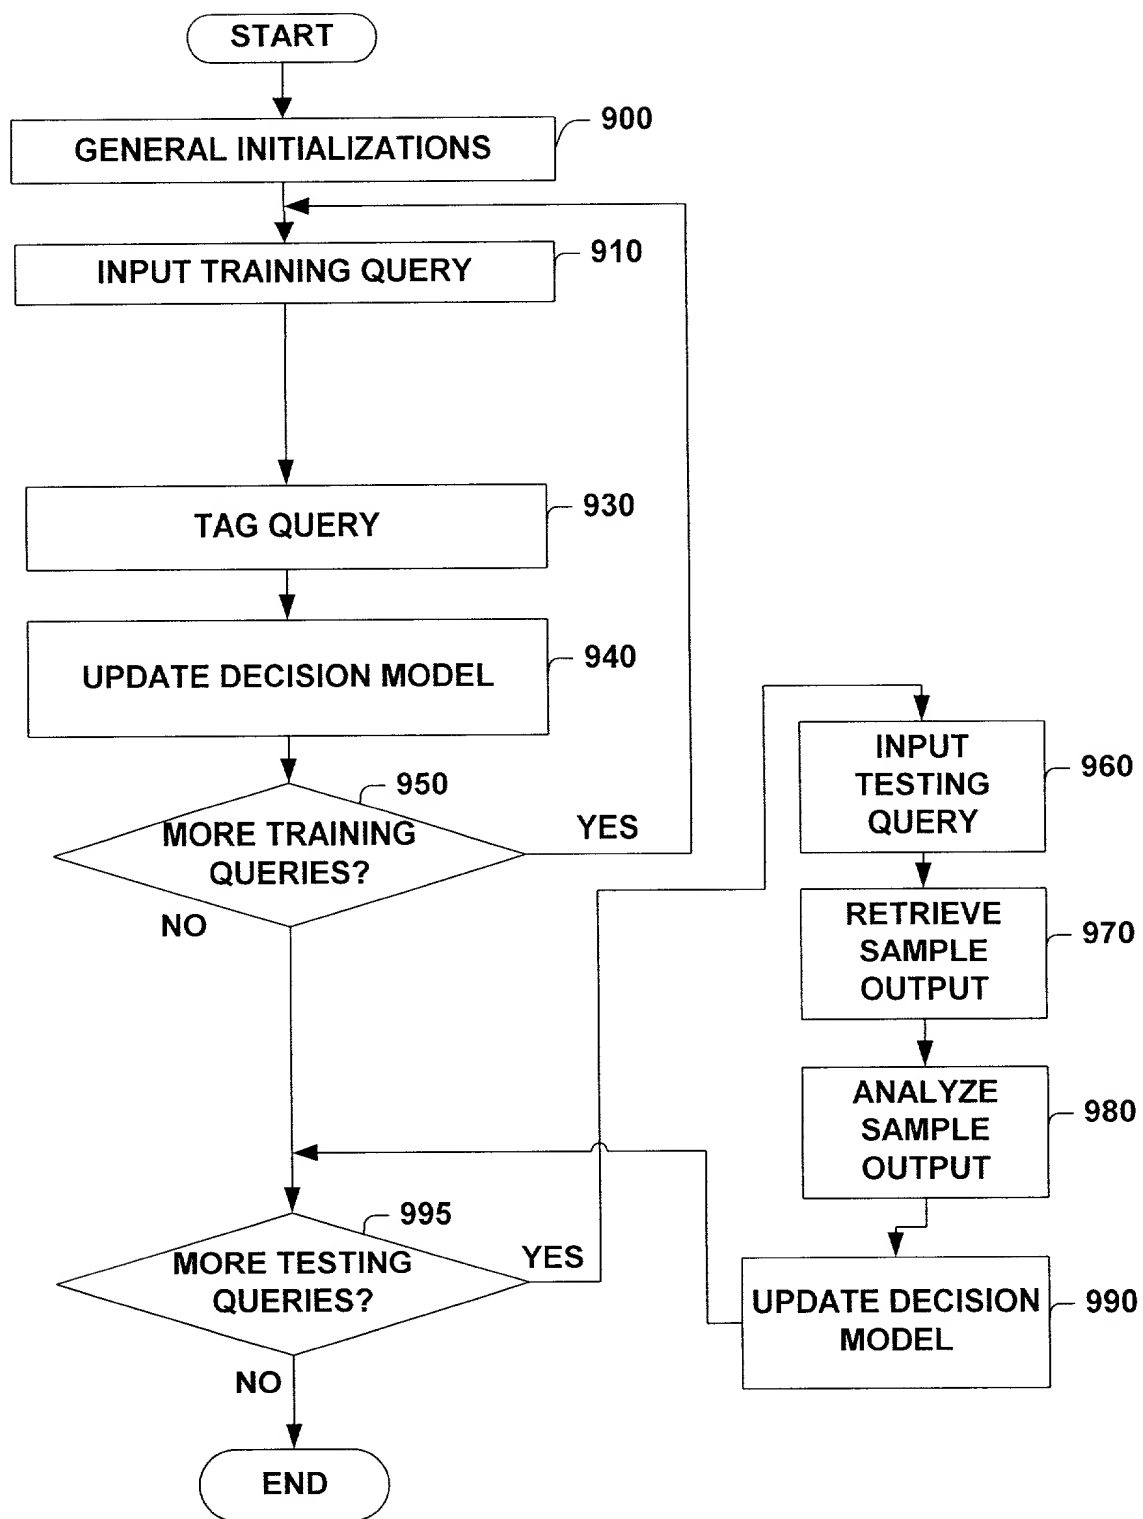 START
GENERAL INITIALIZATIONS
900
INPUT TRAINING QUERY
910
TAG QUERY
930
UPDATE DECISION MODEL
940
950
MORE TRAINING
QUERIES?
YES
NO
INPUT
TESTING
QUERY
960
RETRIEVE
SAMPLE
OUTPUT
970
ANALYZE
SAMPLE
OUTPUT
980
UPDATE DECISION
MODEL
990
995
MORE TESTING
QUERIES?
YES
NO
END